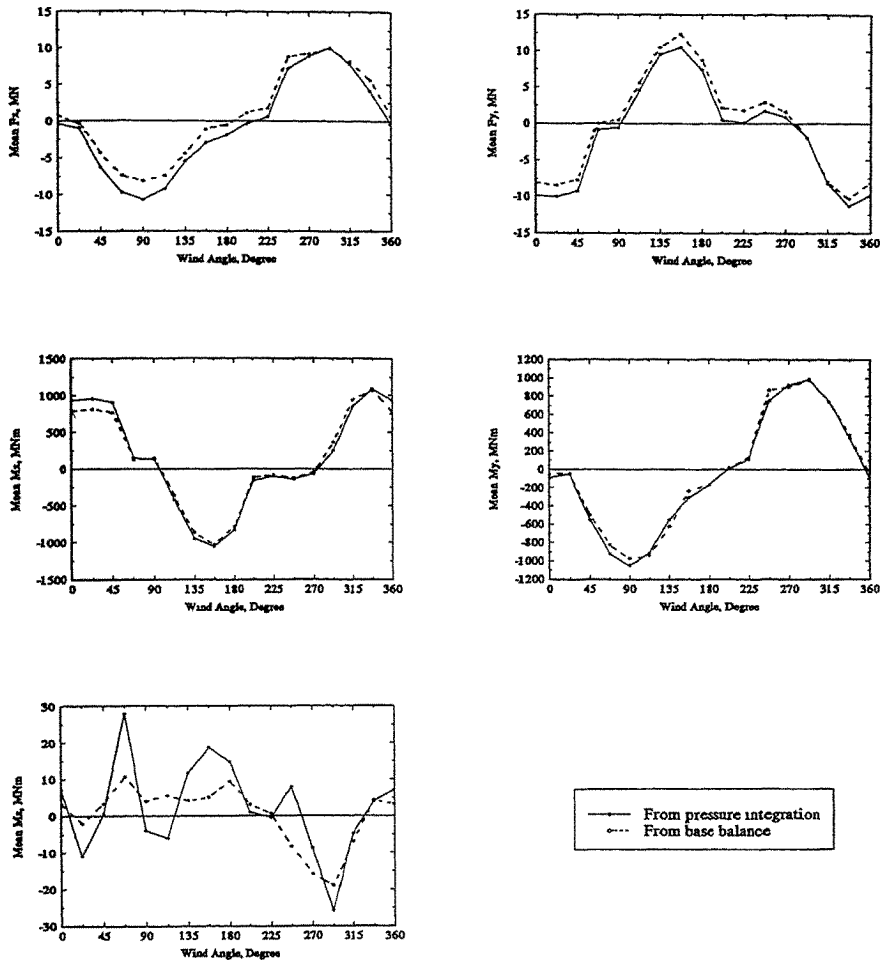 15
10
5
0
-5
-10
-15
Mean Fx, MN
0 45 90 135 180 225 270 315 360
Wind Angle, Degree
15
10
5
0
-5
-10
-15
Mean Fy, MN
0 45 90 135 180 225 270 315 360
Wind Angle, Degree
1500
1000
500
0
-500
-1000
-1500
Mean Mx, MNm
0 45 90 135 180 225 270 315 360
Wind Angle, Degree
1200
1000
800
600
400
200
0
-200
-400
-600
-800
-1000
-1200
Mean My, MNm
0 45 90 135 180 225 270 315 360
Wind Angle, Degree
30
20
10
0
-10
-20
-30
Mean Mz, MNm
0 45 90 135 180 225 270 315 360
Wind Angle, Degree
From pressure integration
From base balance